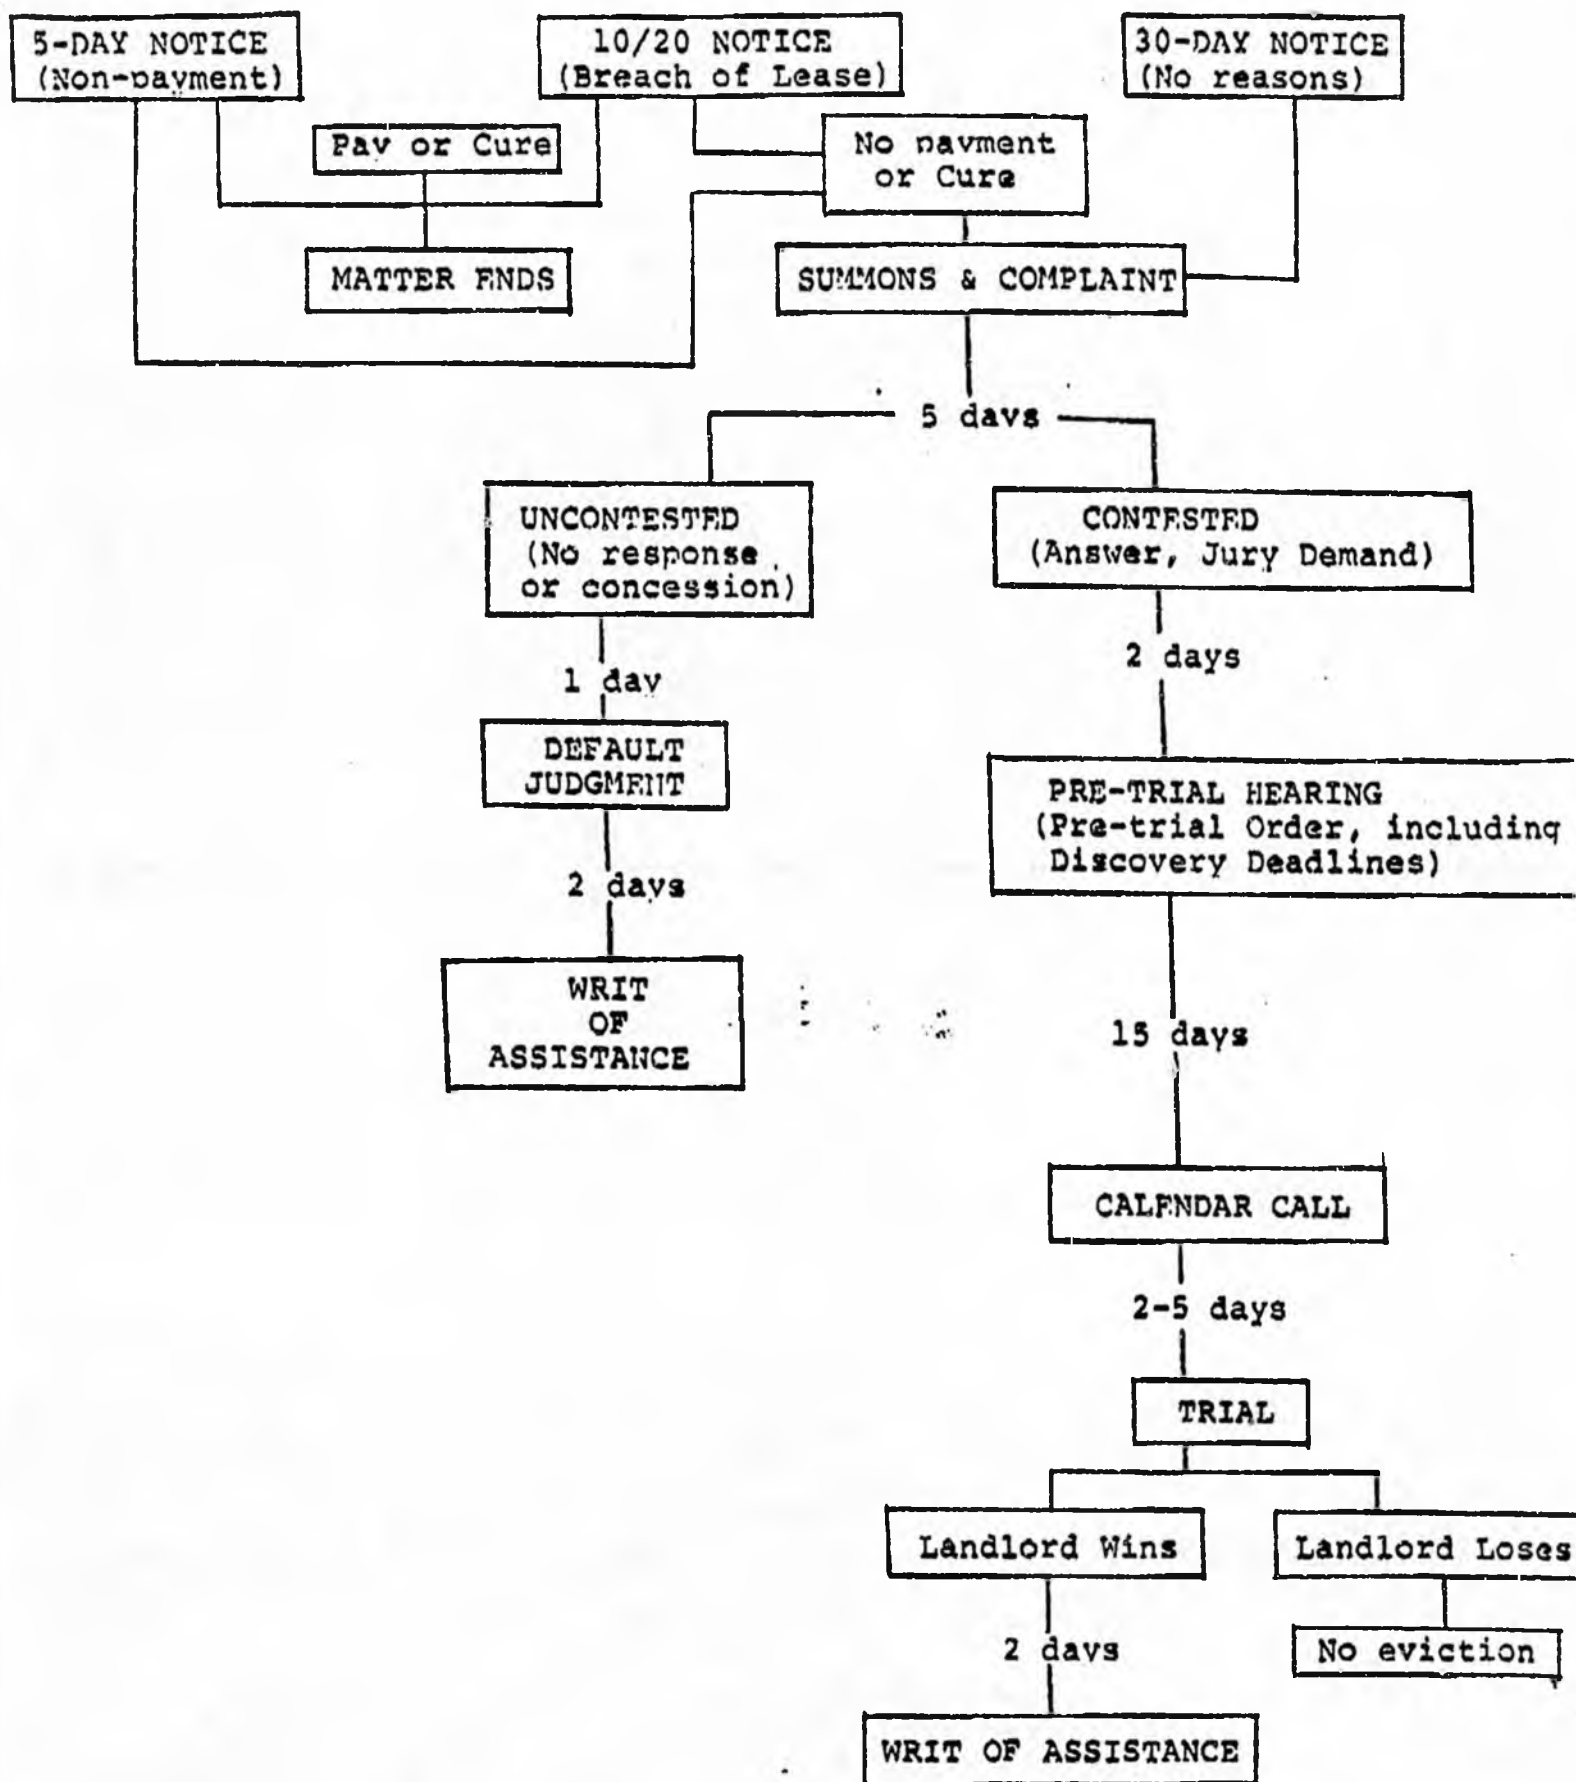 5-DAY NOTICE
(Non-payment)
10/20 NOTICE
(Breach of Lease)
30-DAY NOTICE
(No reasons)
Pay or Cure
No payment
or Cure
MATTER ENDS
SUMMONS & COMPLAINT
5 days
UNCONTESTED
(No response
or concession)
CONTESTED
(Answer, Jury Demand)
1 day
2 days
DEFAULT
JUDGMENT
PRE-TRIAL HEARING
(Pre-trial Order, including
Discovery Deadlines)
2 days
WRIT
OF
ASSISTANCE
15 days
CALENDAR CALL
2-5 days
TRIAL
Landlord Wins
Landlord Loses
2 days
No eviction
WRIT OF ASSISTANCE